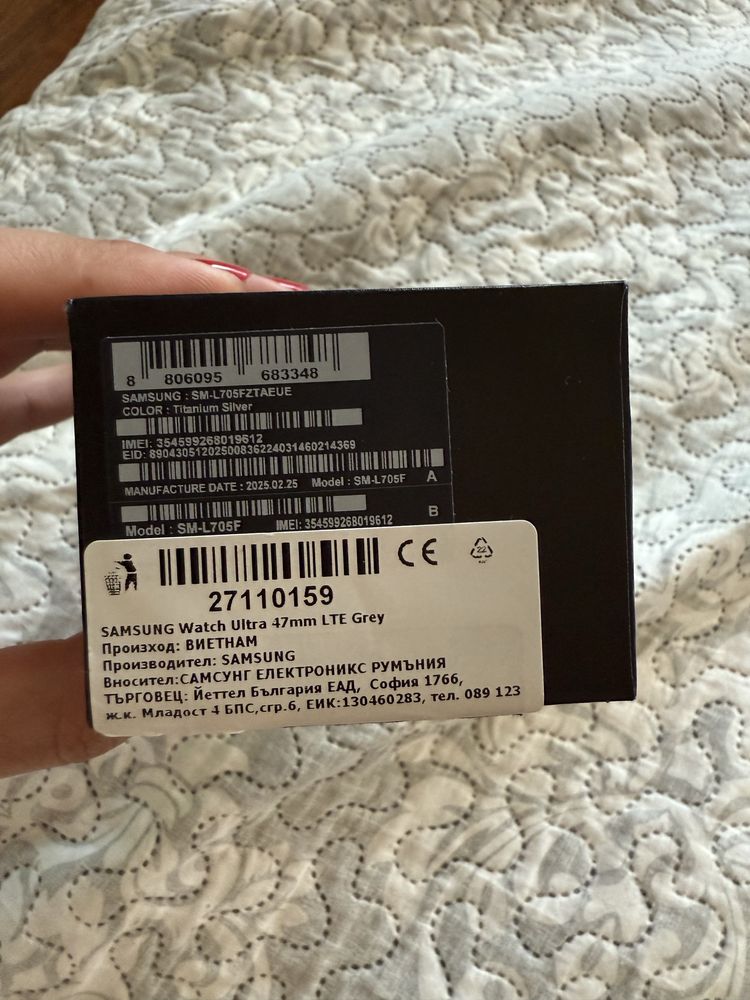 8 806095 683348
SAMSUNG : SM-L705FZTAEUE
COLOR : Titanium Silver
IMEI: 354599268019612
EID: 89043051202500836224031460214369
MANUFACTURE DATE : 2025.02.25 Model : SM-L705F A
B
Model : SM-L705F IMEI: 354599268019612
CE 22
27110159
SAMSUNG Watch Ultra 47mm LTE Grey
Произход: ВИЕТНАМ
Производител: SAMSUNG
Вносител:САМСУНГ ЕЛЕКТРОНИКС РУМЪНИЯ
ТЪРГОВЕЦ: Йеттел България ЕАД, София 1766,
ж.к. Младост 4 БПС,сгр.6, ЕИК:130460283, тел. 089 123